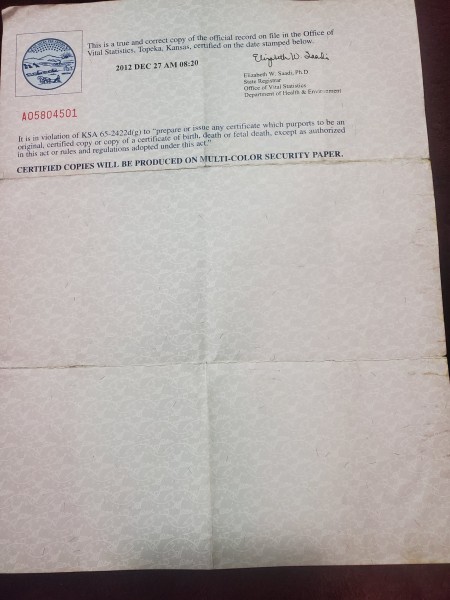 This is a true and correct copy of the official record on file in the Office of
Vital Statistics, Topeka, Kansas, certified on the date stamped below.
2012 DEC 27 AM 08:20
Elizabeth W. Saadi
Elizabeth W. Saadi, Ph.D
State Registrar
Office of Vital Statistics
Department of Health & Environment
A05804501
It is in violation of KSA 65-2422d(g) to "prepare or issue any certificate which purports to be an
original, certified copy or copy of a certificate of birth, death or fetal death, except as authorized
in this act or rules and regulations adopted under this act."
CERTIFIED COPIES WILL BE PRODUCED ON MULTI-COLOR SECURITY PAPER.